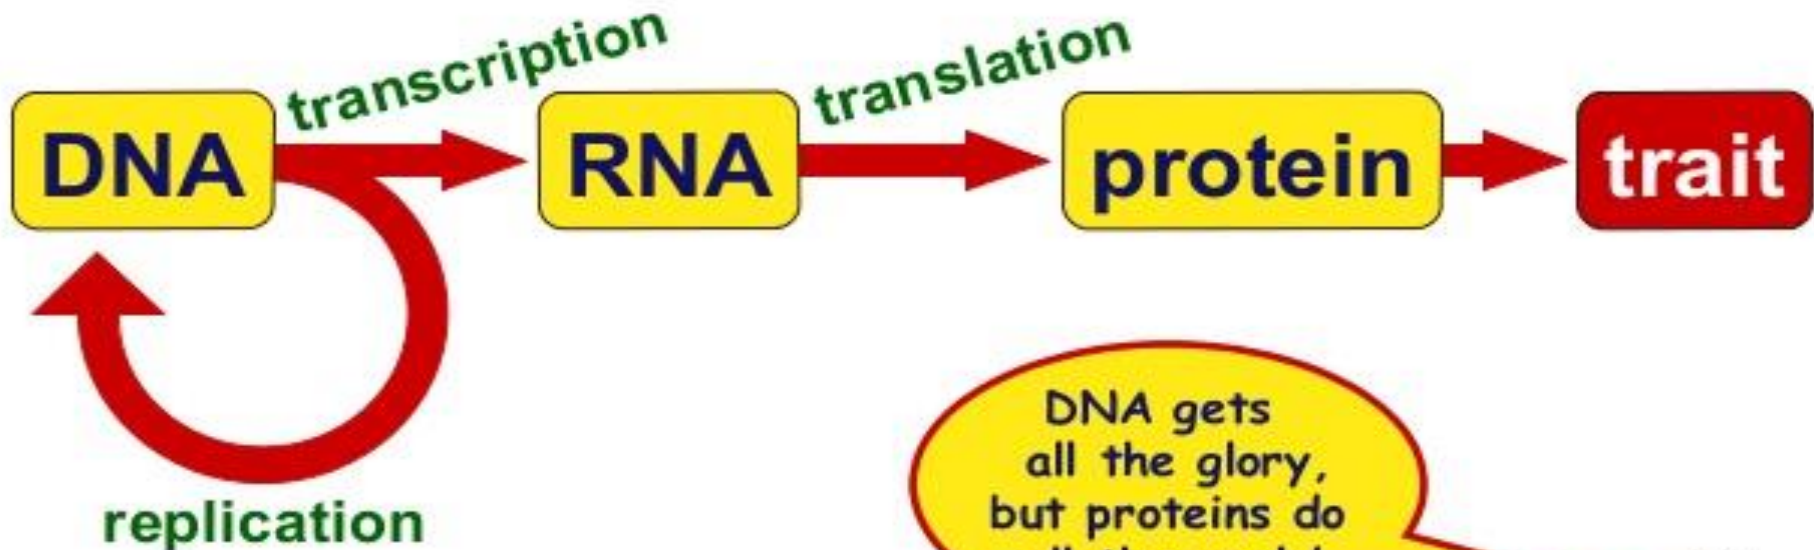 transcription translation
DNA RNA protein trait
replication
DNA gets
all the glory,
but proteins do